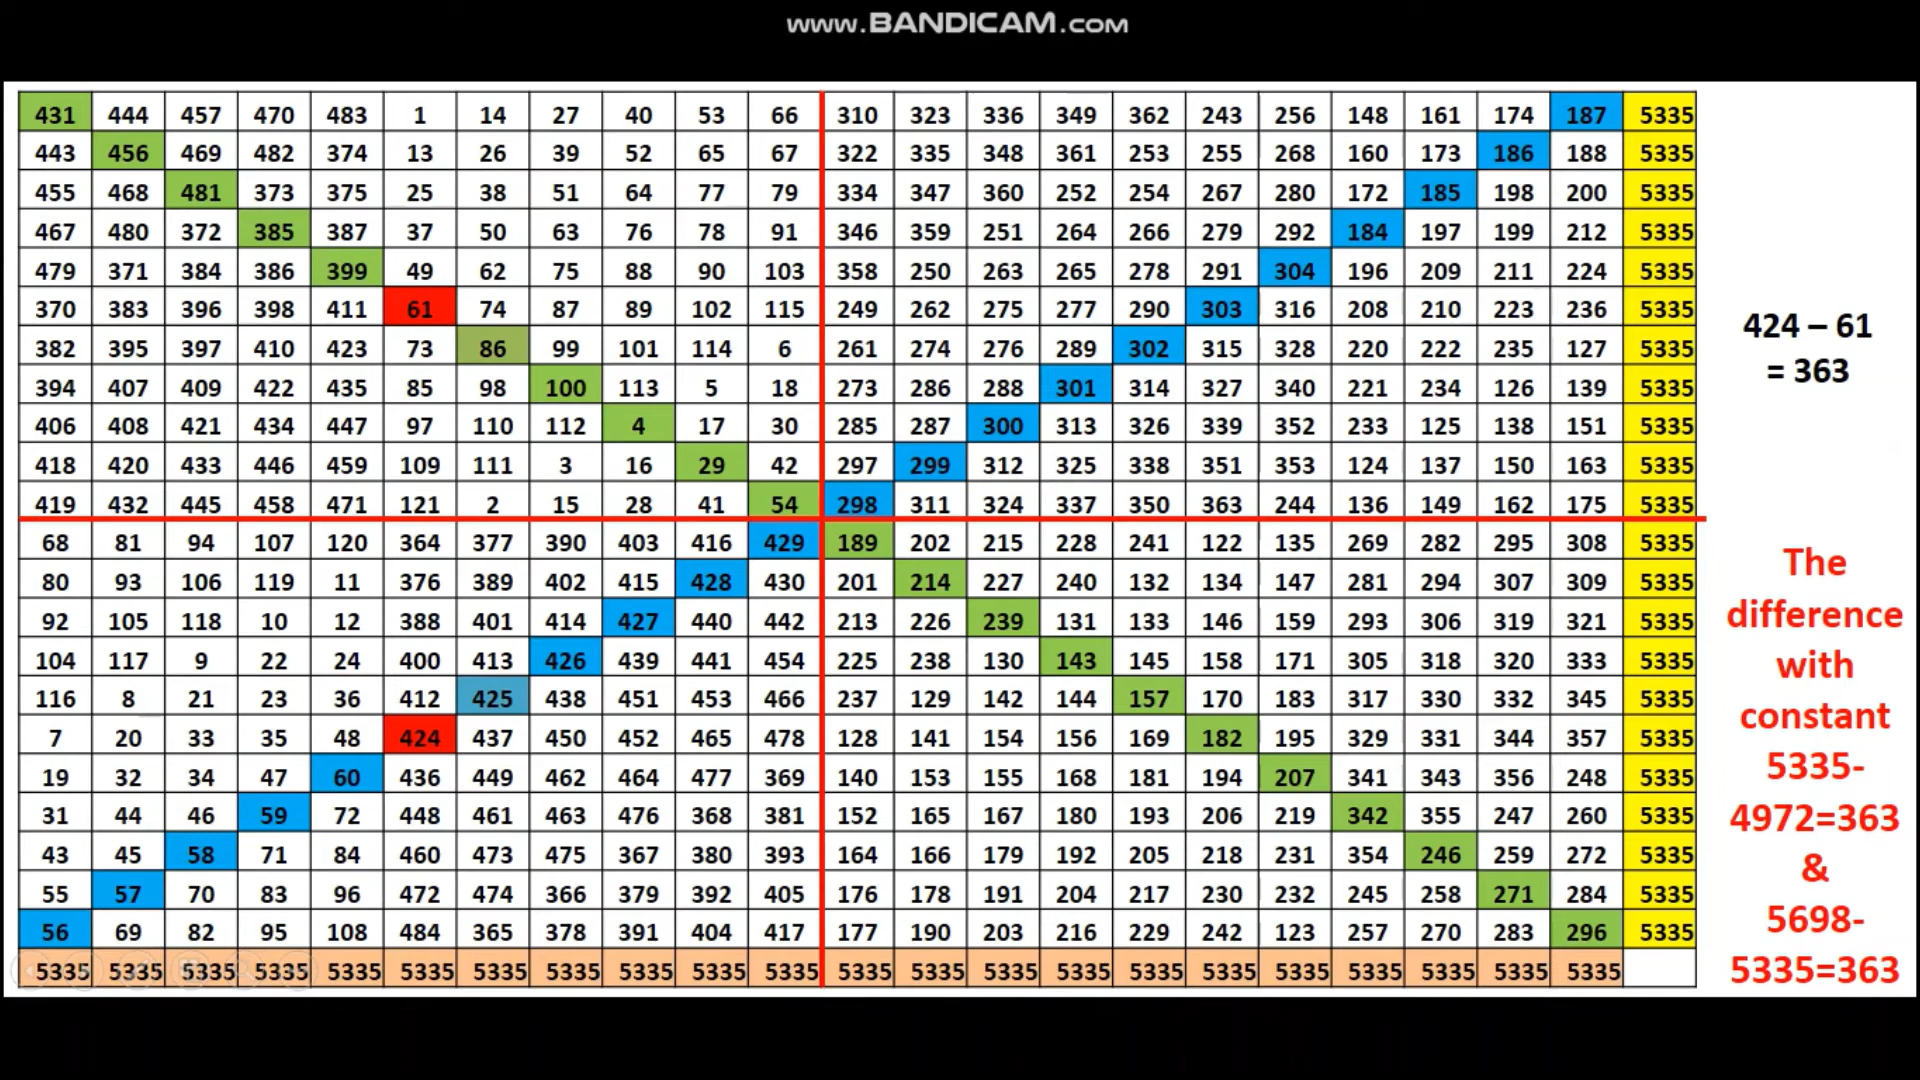 www.BANDICAM.com
431 444 457 470 483 1 14 27 40 53 66 310 323 336 349 362 243 256 148 161 174 187 5335
443 456 469 482 374 13 26 39 52 65 67 322 335 348 361 253 255 268 160 173 186 188 5335
455 468 481 373 375 25 38 51 64 77 79 334 347 360 252 254 267 280 172 185 198 200 5335
467 480 372 385 387 37 50 63 76 78 91 346 359 251 264 266 279 292 184 197 199 212 5335
479 371 384 386 399 49 62 75 88 90 103 358 250 263 265 278 291 304 196 209 211 224 5335
370 383 396 398 411 61 74 87 89 102 115 249 262 275 277 290 303 316 208 210 223 236 5335
382 395 397 410 423 73 86 99 101 114 6 261 274 276 289 302 315 328 220 222 235 127 5335
394 407 409 422 435 85 98 100 113 5 18 273 286 288 301 314 327 340 221 234 126 139 5335
406 408 421 434 447 97 110 112 4 17 30 285 287 300 313 326 339 352 233 125 138 151 5335
418 420 433 446 459 109 111 3 16 29 42 297 299 312 325 338 351 353 124 137 150 163 5335
419 432 445 458 471 121 2 15 28 41 54 298 311 324 337 350 363 244 136 149 162 175 5335
68 81 94 107 120 364 377 390 403 416 429 189 202 215 228 241 122 135 269 282 295 308 5335
80 93 106 119 11 376 389 402 415 428 430 201 214 227 240 132 134 147 281 294 307 309 5335
92 105 118 10 12 388 401 414 427 440 442 213 226 239 131 133 146 159 293 306 319 321 5335
104 117 9 22 24 400 413 426 439 441 454 225 238 130 143 145 158 171 305 318 320 333 5335
116 8 21 23 36 412 425 438 451 453 466 237 129 142 144 157 170 183 317 330 332 345 5335
7 20 33 35 48 424 437 450 452 465 478 128 141 154 156 169 182 195 329 331 344 357 5335
19 32 34 47 60 436 449 462 464 477 369 140 153 155 168 181 194 207 341 343 356 248 5335
31 44 46 59 72 448 461 463 476 368 381 152 165 167 180 193 206 219 342 355 247 260 5335
43 45 58 71 84 460 473 475 367 380 393 164 166 179 192 205 218 231 354 246 259 272 5335
55 57 70 83 96 472 474 366 379 392 405 176 178 191 204 217 230 232 245 258 271 284 5335
56 69 82 95 108 484 365 378 391 404 417 177 190 203 216 229 242 123 257 270 283 296 5335
5335 5335 5335 5335 5335 5335 5335 5335 5335 5335 5335 5335 5335 5335 5335 5335 5335 5335 5335 5335 5335 5335
424 – 61
= 363
The
difference
with
constant
5335-
4972=363
&
5698-
5335=363